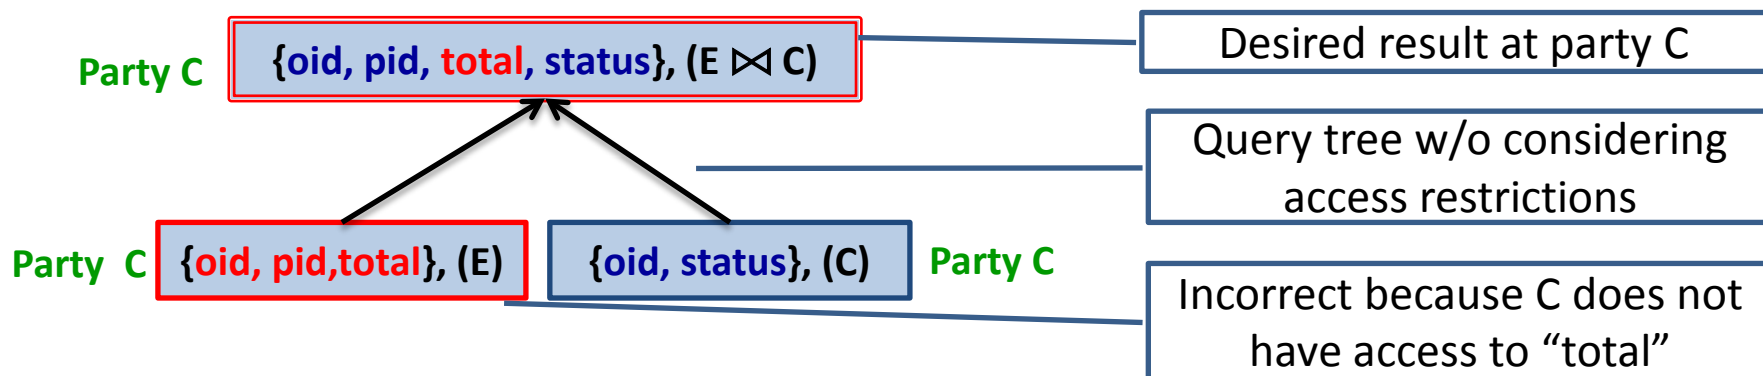 Party C
{oid, pid, total, status}, (E ⋈ C)
Desired result at party C
Query tree w/o considering
access restrictions
Party C
{oid, pid,total}, (E)
{oid, status}, (C)
Party C
Incorrect because C does not
have access to “total”